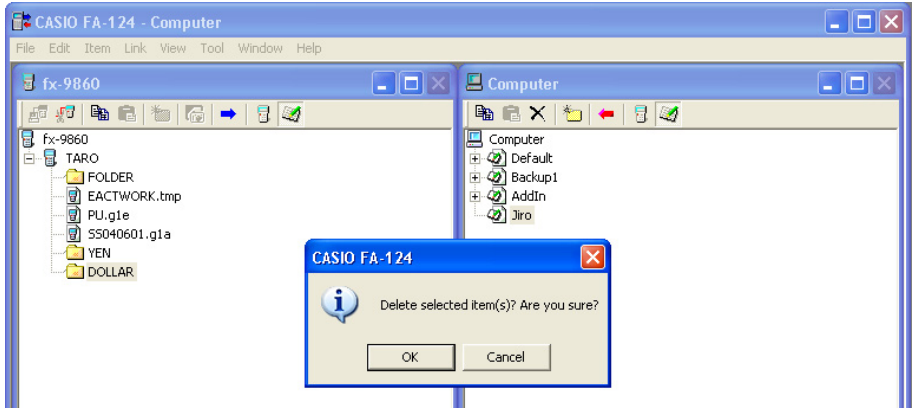 CASIO FA-124 - Computer
File Edit Item Link View Tool Window Help
fx-9860
fx-9860
TARO
FOLDER
EACTWORK.tmp
PU.g1e
SS040601.g1a
YEN
DOLLAR
Computer
Computer
Default
Backup1
AddIn
Jiro
CASIO FA-124
Delete selected item(s)? Are you sure?
OK Cancel